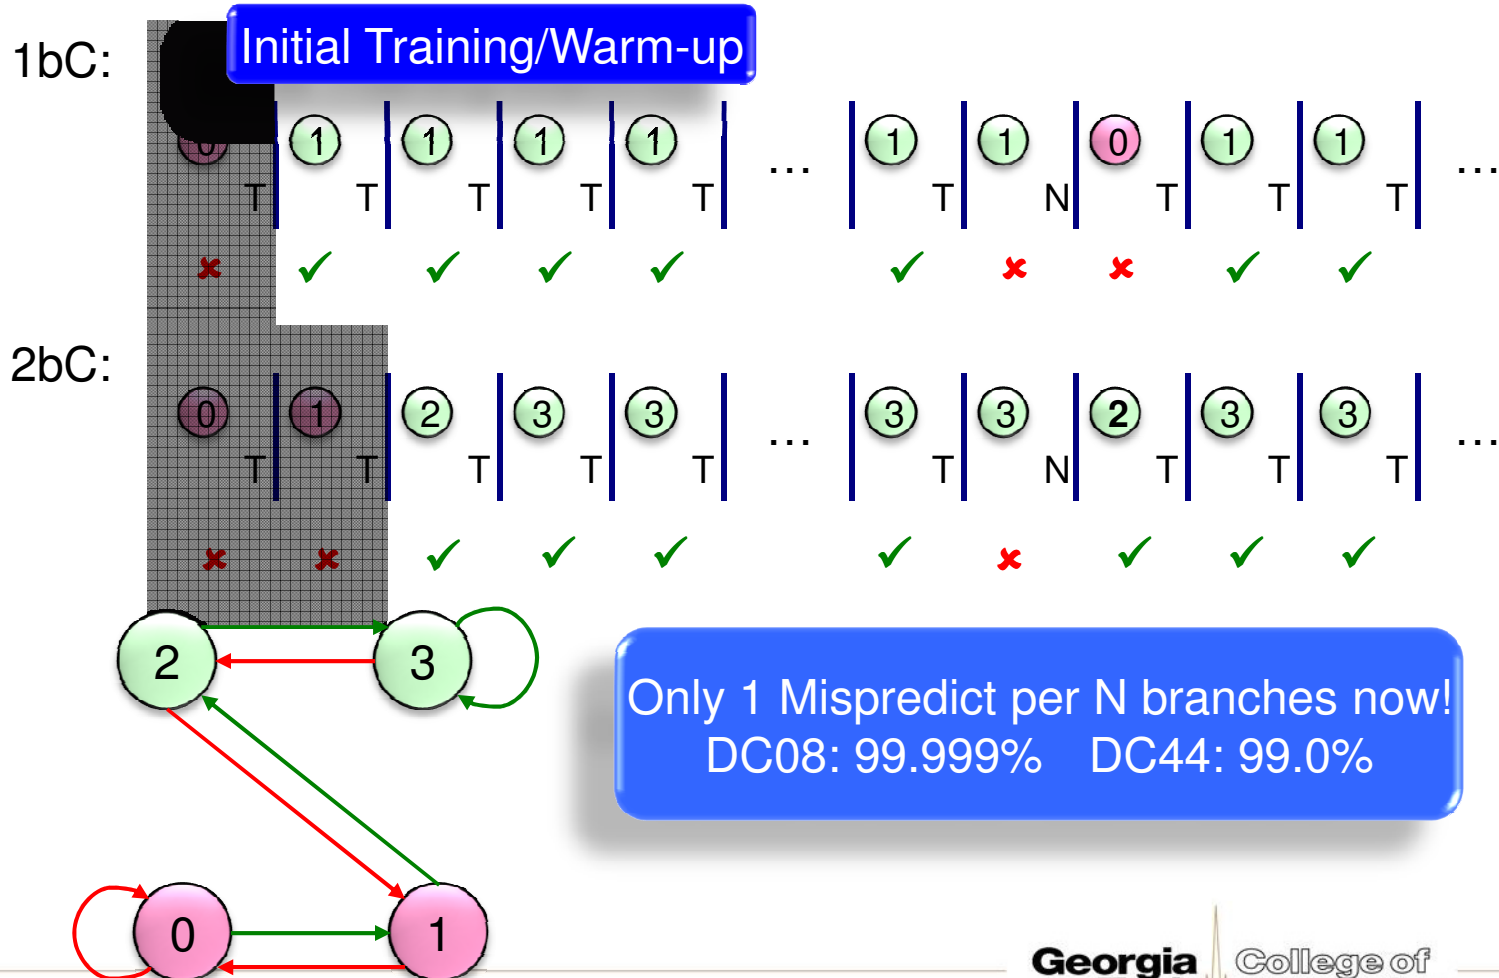 Initial Training/Warm-up
1bC:
0 1 1 1 1 … 1 1 0 1 1 …
T T T T T T N T T T
✘ ✓ ✓ ✓ ✓ ✓ ✘ ✘ ✓ ✓
2bC:
0 1 2 3 3 … 3 3 2 3 3 …
T T T T T T N T T T
✘ ✘ ✓ ✓ ✓ ✓ ✘ ✓ ✓ ✓
2 3
Only 1 Mispredict per N branches now!
DC08: 99.999% DC44: 99.0%
0 1
Georgia College of